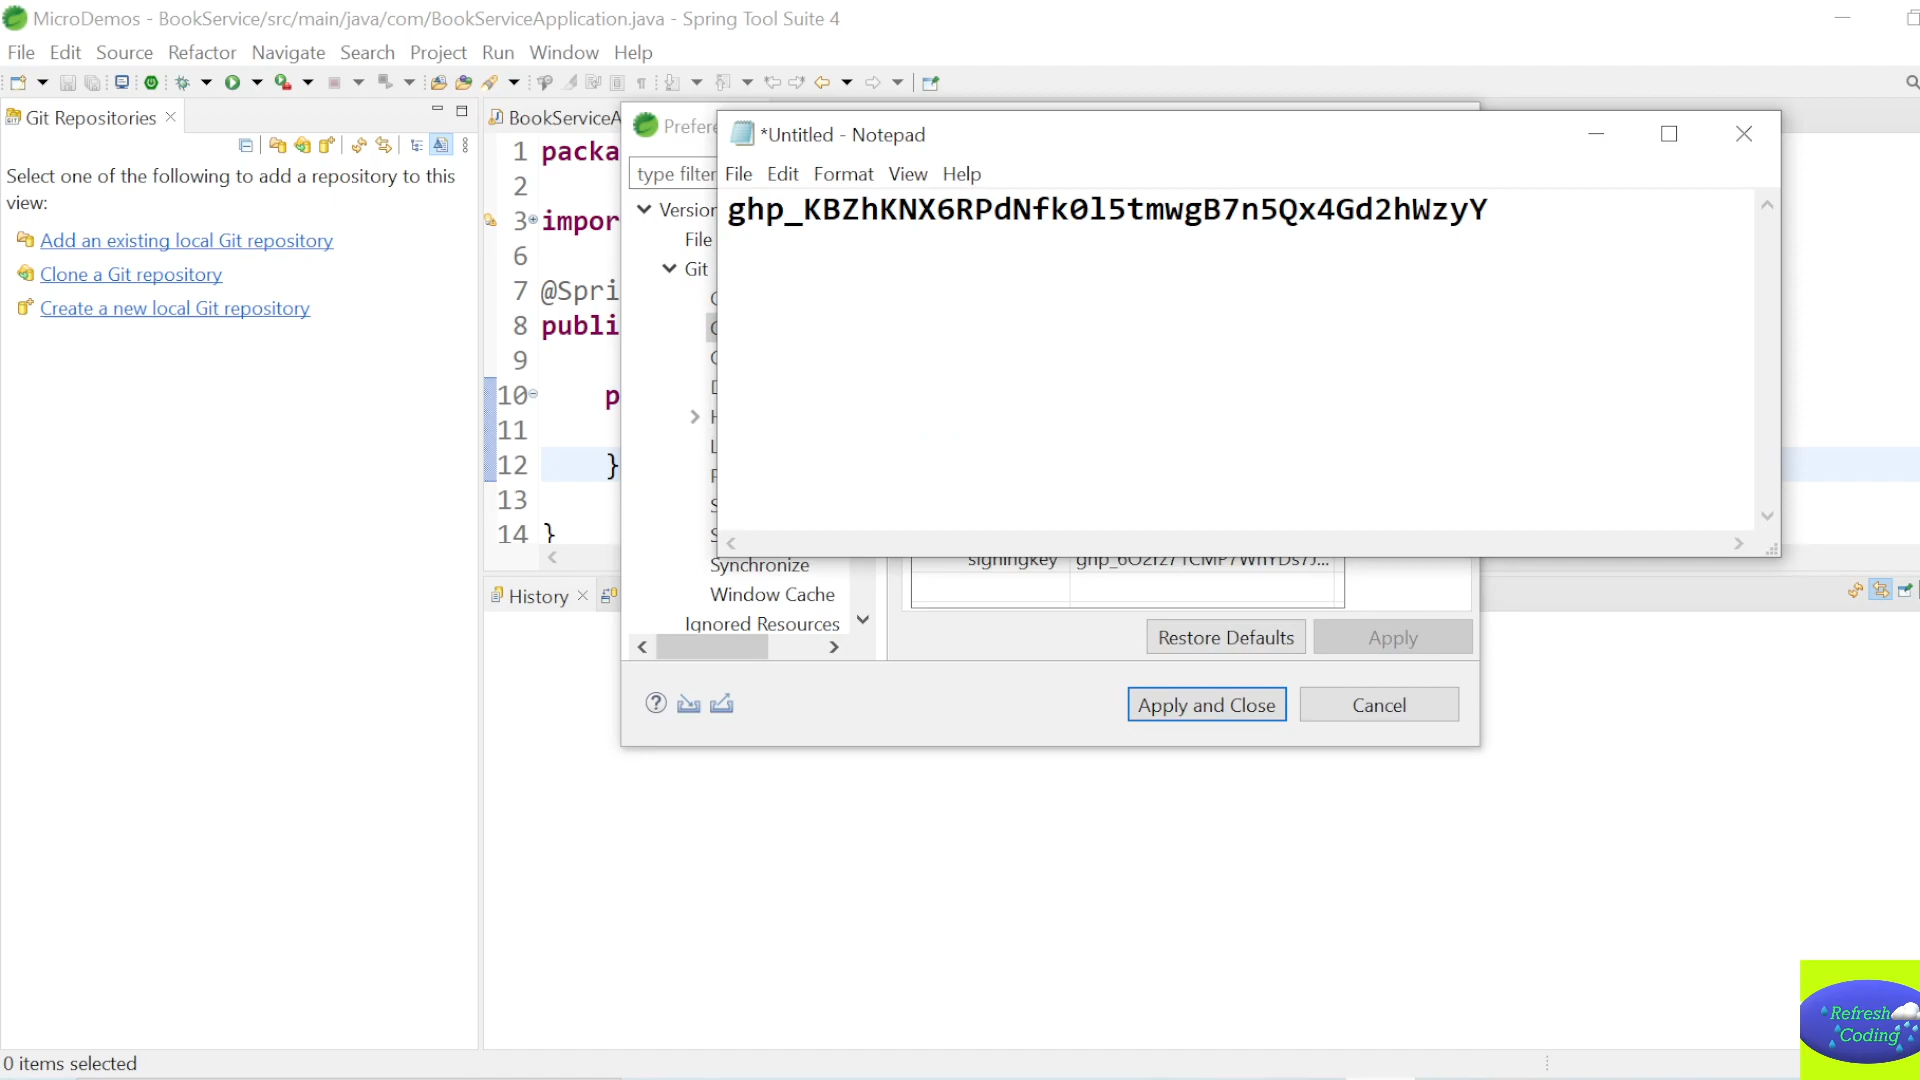 MicroDemos - BookService/src/main/java/com/BookServiceApplication.java - Spring Tool Suite 4
File Edit Source Refactor Navigate Search Project Run Window Help
Git Repositories
Select one of the following to add a repository to this
view:
Add an existing local Git repository
Clone a Git repository
Create a new local Git repository
BookServiceA
1 packa
2
3 impor
6
7 @Spri
8 publi
9
10 p
11
12 }
13
14 }
Prefere
type filter
Version
File
Git
Synchronize
Window Cache
Ignored Resources
*Untitled - Notepad
File Edit Format View Help
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
signingkey
Restore Defaults
Apply
Apply and Close
Cancel
History
0 items selected
Refresh
Coding